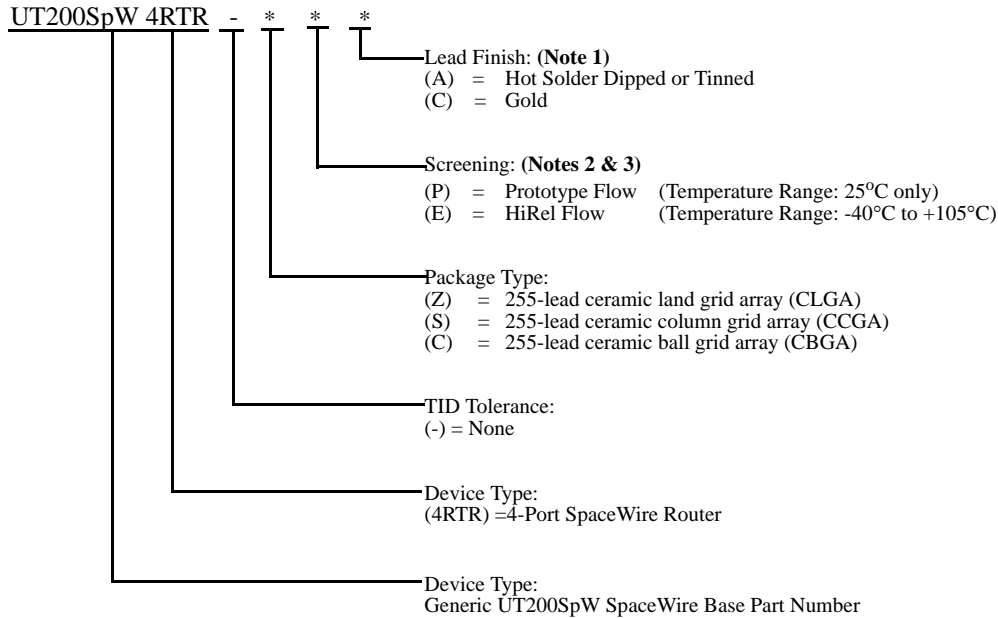 UT200SpW 4RTR - * * *
Lead Finish: (Note 1)
(A) = Hot Solder Dipped or Tinned
(C) = Gold
Screening: (Notes 2 & 3)
(P) = Prototype Flow (Temperature Range: 25°C only)
(E) = HiRel Flow (Temperature Range: -40°C to +105°C)
Package Type:
(Z) = 255-lead ceramic land grid array (CLGA)
(S) = 255-lead ceramic column grid array (CCGA)
(C) = 255-lead ceramic ball grid array (CBGA)
TID Tolerance:
(-) = None
Device Type:
(4RTR) =4-Port SpaceWire Router
Device Type:
Generic UT200SpW SpaceWire Base Part Number